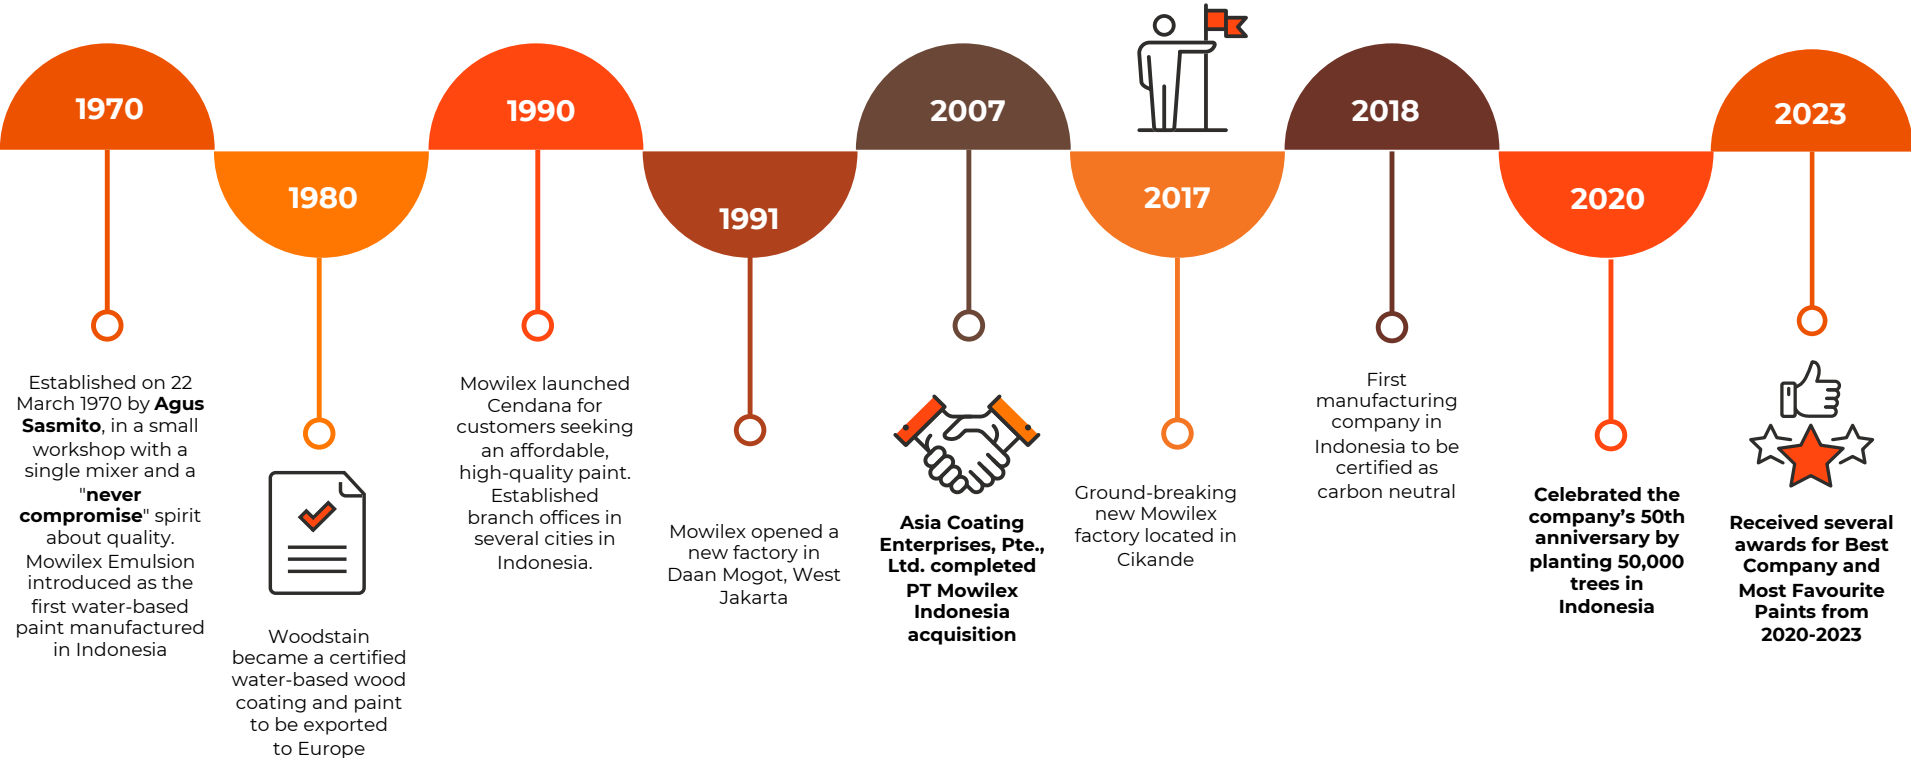 1970
Established on 22
March 1970 by Agus
Sasmito, in a small
workshop with a
single mixer and a
"never
compromise" spirit
about quality.
Mowilex Emulsion
introduced as the
first water-based
paint manufactured
in Indonesia
1980
Woodstain
became a certified
water-based wood
coating and paint
to be exported
to Europe
1990
Mowilex launched
Cendana for
customers seeking
an affordable,
high-quality paint.
Established
branch offices in
several cities in
Indonesia.
1991
Mowilex opened a
new factory in
Daan Mogot, West
Jakarta
2007
Asia Coating
Enterprises, Pte.,
Ltd. completed
PT Mowilex
Indonesia
acquisition
2017
Ground-breaking
new Mowilex
factory located in
Cikande
2018
First
manufacturing
company in
Indonesia to be
certified as
carbon neutral
2020
Celebrated the
company’s 50th
anniversary by
planting 50,000
trees in
Indonesia
2023
Received several
awards for Best
Company and
Most Favourite
Paints from
2020-2023